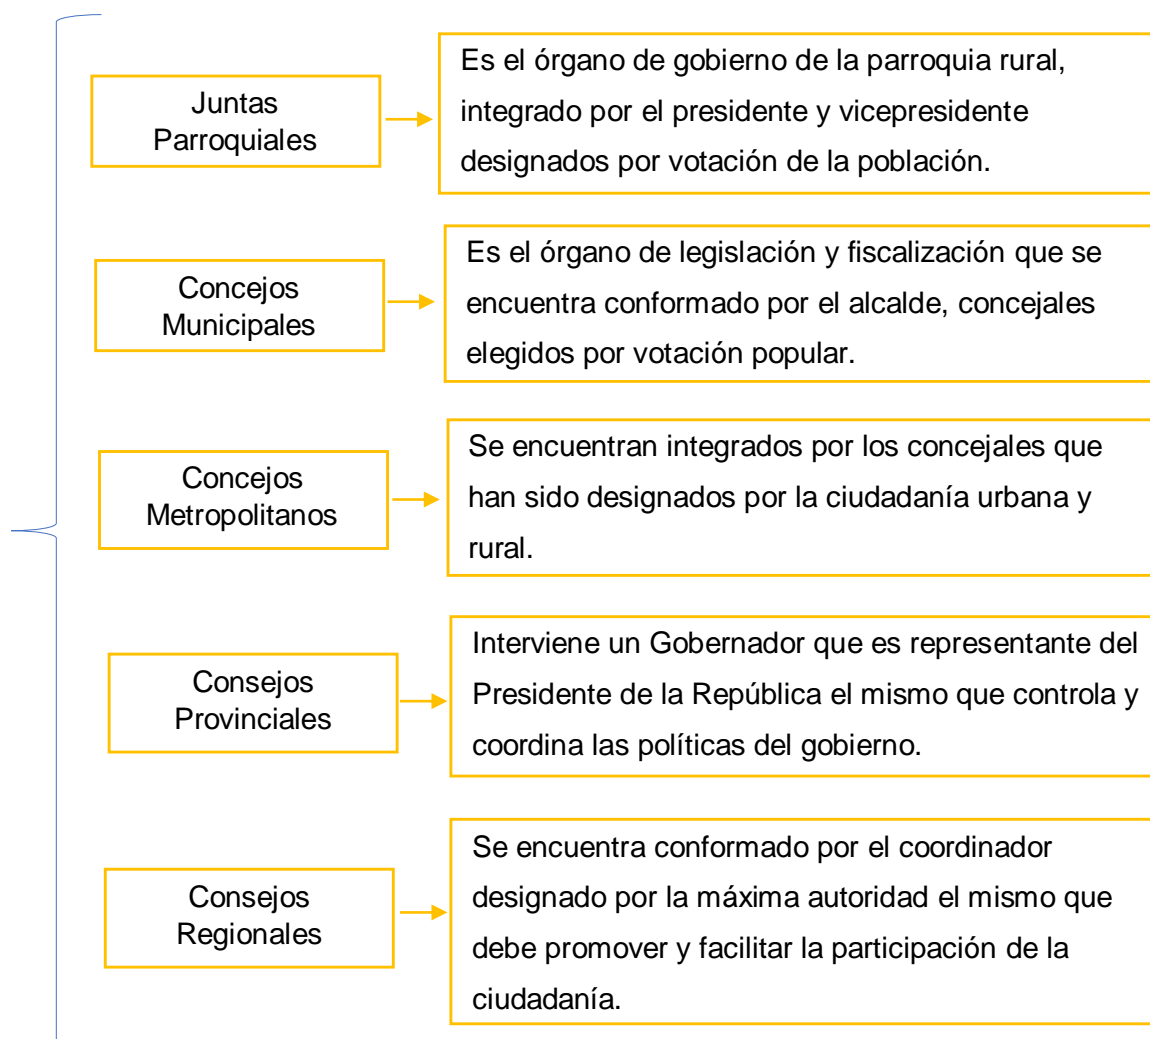 Juntas
Parroquiales
Es el órgano de gobierno de la parroquia rural,
integrado por el presidente y vicepresidente
designados por votación de la población.
Concejos
Municipales
Es el órgano de legislación y fiscalización que se
encuentra conformado por el alcalde, concejales
elegidos por votación popular.
Concejos
Metropolitanos
Se encuentran integrados por los concejales que
han sido designados por la ciudadanía urbana y
rural.
Consejos
Provinciales
Interviene un Gobernador que es representante del
Presidente de la República el mismo que controla y
coordina las políticas del gobierno.
Consejos
Regionales
Se encuentra conformado por el coordinador
designado por la máxima autoridad el mismo que
debe promover y facilitar la participación de la
ciudadanía.